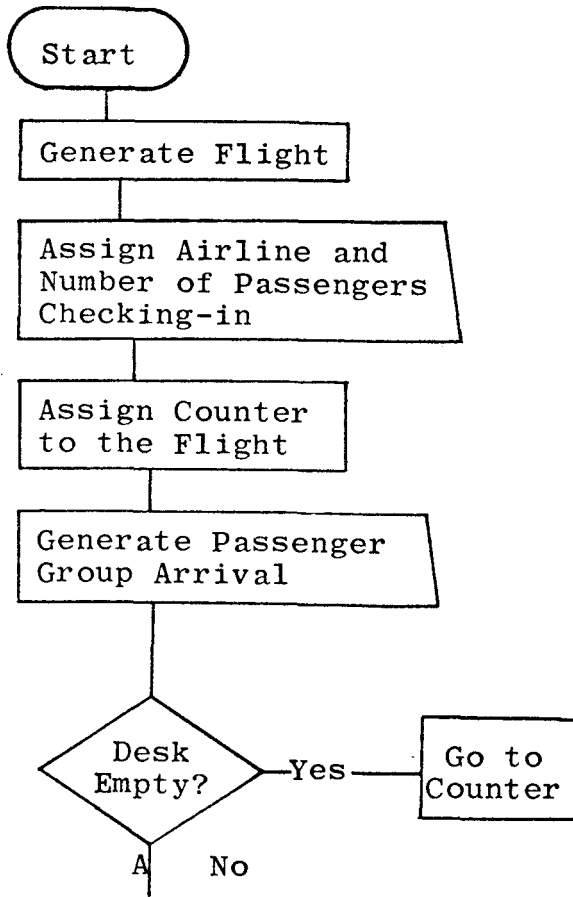 Start
Generate Flight
Assign Airline and
Number of Passengers
Checking-in
Assign Counter
to the Flight
Generate Passenger
Group Arrival
Desk
Empty?
Yes
Go to
Counter
A No